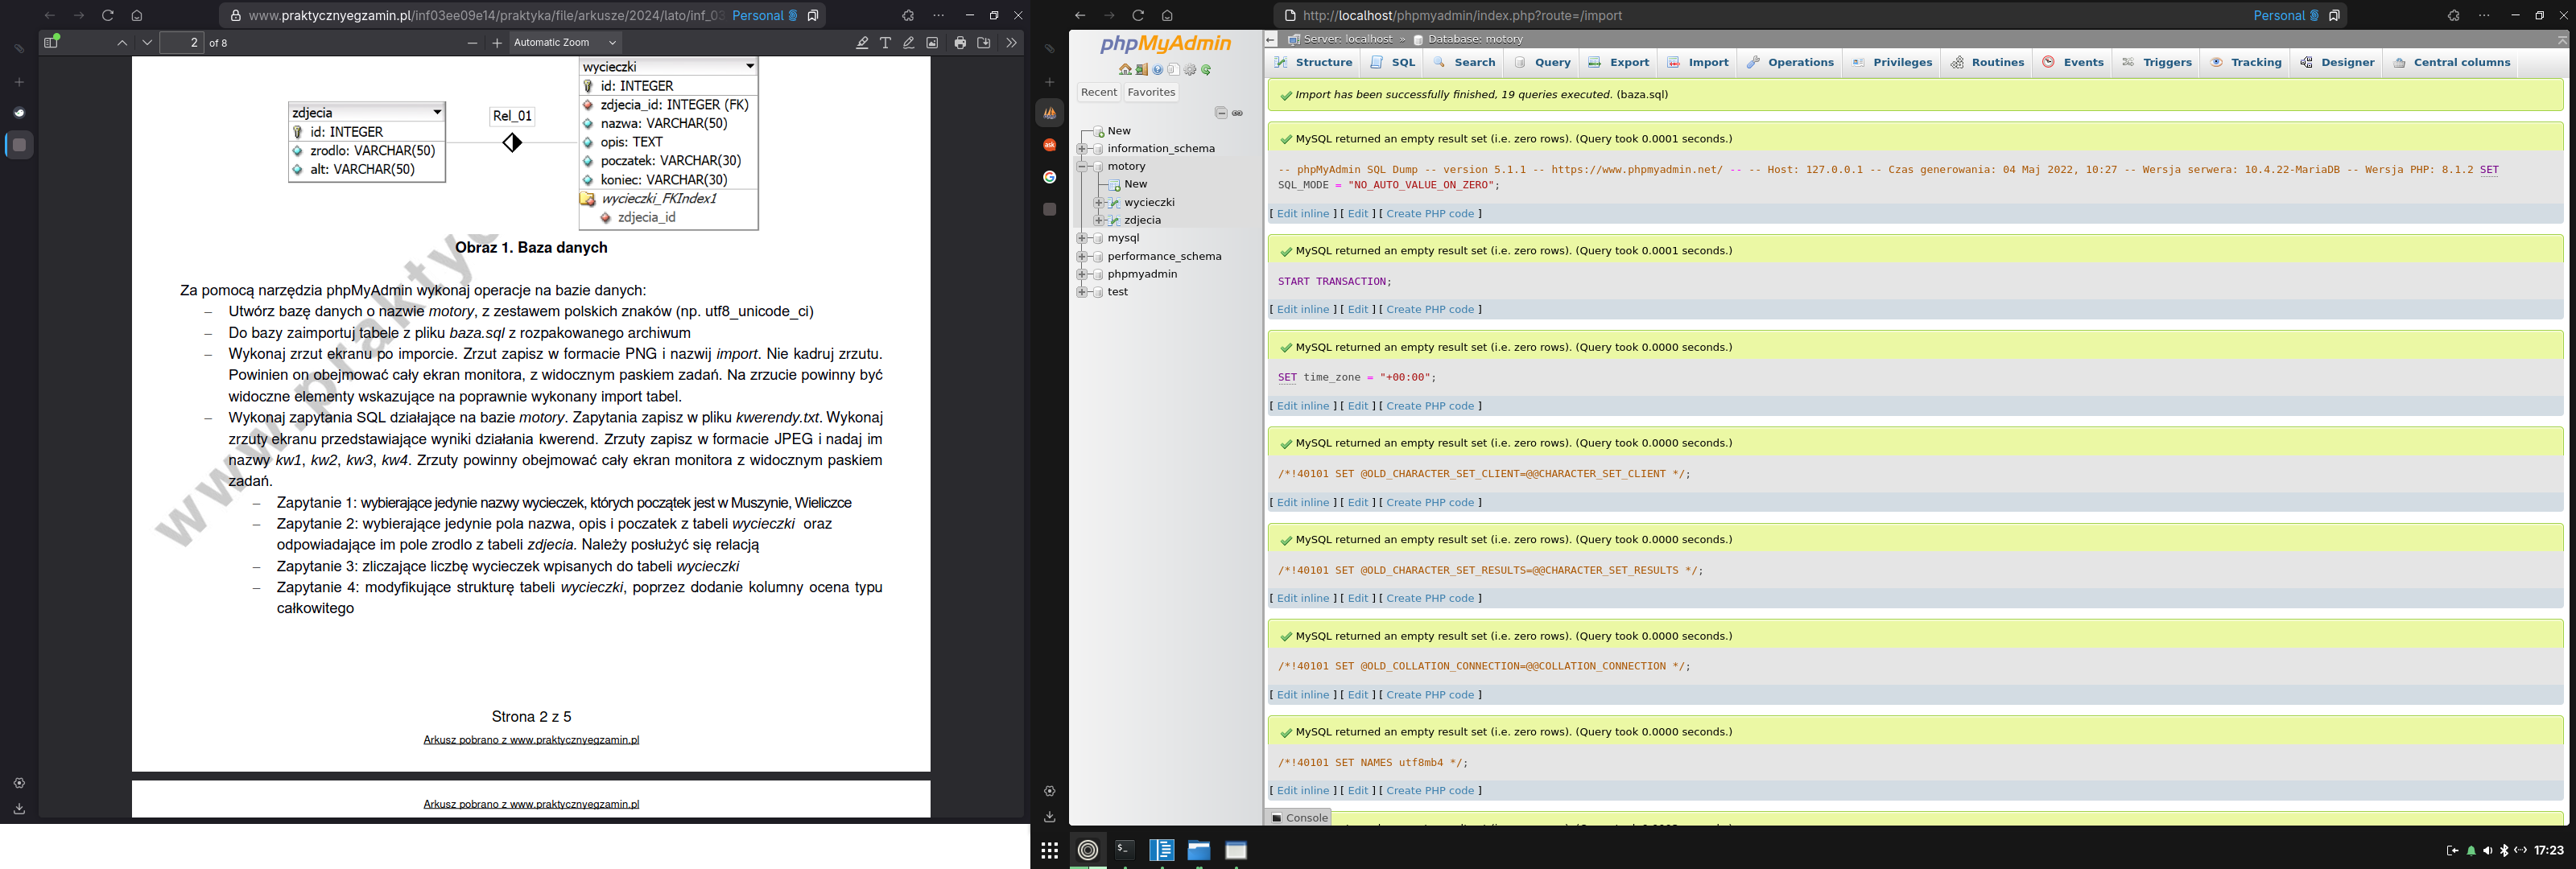 www.praktycznyegzamin.pl/inf03ee09e14/praktyka/file/arkusze/2024/lato/inf_03
Personal
2 of 8
Automatic Zoom
zdjecia
id: INTEGER
zrodlo: VARCHAR(50)
alt: VARCHAR(50)
Rel_01
wycieczki
id: INTEGER
zdjecia_id: INTEGER (FK)
nazwa: VARCHAR(50)
opis: TEXT
poczatek: VARCHAR(30)
koniec: VARCHAR(30)
wycieczki_FKIndex1
zdjecia_id
Obraz 1. Baza danych
Za pomocą narzędzia phpMyAdmin wykonaj operacje na bazie danych:
– Utwórz bazę danych o nazwie motory, z zestawem polskich znaków (np. utf8_unicode_ci)
– Do bazy zaimportuj tabele z pliku baza.sql z rozpakowanego archiwum
– Wykonaj zrzut ekranu po imporcie. Zrzut zapisz w formacie PNG i nazwij import. Nie kadruj zrzutu.
Powinien on obejmować cały ekran monitora, z widocznym paskiem zadań. Na zrzucie powinny być
widoczne elementy wskazujące na poprawnie wykonany import tabel.
– Wykonaj zapytania SQL działające na bazie motory. Zapytania zapisz w pliku kwerendy.txt. Wykonaj
zrzuty ekranu przedstawiające wyniki działania kwerend. Zrzuty zapisz w formacie JPEG i nadaj im
nazwy kw1, kw2, kw3, kw4. Zrzuty powinny obejmować cały ekran monitora z widocznym paskiem
zadań.
– Zapytanie 1: wybierające jedynie nazwy wycieczek, których początek jest w Muszynie, Wieliczce
– Zapytanie 2: wybierające jedynie pola nazwa, opis i poczatek z tabeli wycieczki oraz
odpowiadające im pole zrodlo z tabeli zdjecia. Należy posłużyć się relacją
– Zapytanie 3: zliczające liczbę wycieczek wpisanych do tabeli wycieczki
– Zapytanie 4: modyfikujące strukturę tabeli wycieczki, poprzez dodanie kolumny ocena typu
całkowitego
www.prakty
Strona 2 z 5
Arkusz pobrano z www.praktycznyegzamin.pl
Arkusz pobrano z www.praktycznyegzamin.pl
http://localhost/phpmyadmin/index.php?route=/import
Personal
phpMyAdmin
Recent Favorites
New
information_schema
motory
New
wycieczki
zdjecia
mysql
performance_schema
phpmyadmin
test
Server: localhost » Database: motory
Structure SQL Search Query Export Import Operations Privileges Routines Events Triggers Tracking Designer Central columns
Import has been successfully finished, 19 queries executed. (baza.sql)
MySQL returned an empty result set (i.e. zero rows). (Query took 0.0001 seconds.)
-- phpMyAdmin SQL Dump -- version 5.1.1 -- https://www.phpmyadmin.net/ -- -- Host: 127.0.0.1 -- Czas generowania: 04 Maj 2022, 10:27 -- Wersja serwera: 10.4.22-MariaDB -- Wersja PHP: 8.1.2 SET
SQL_MODE = "NO_AUTO_VALUE_ON_ZERO";
[ Edit inline ] [ Edit ] [ Create PHP code ]
MySQL returned an empty result set (i.e. zero rows). (Query took 0.0001 seconds.)
START TRANSACTION;
[ Edit inline ] [ Edit ] [ Create PHP code ]
MySQL returned an empty result set (i.e. zero rows). (Query took 0.0000 seconds.)
SET time_zone = "+00:00";
[ Edit inline ] [ Edit ] [ Create PHP code ]
MySQL returned an empty result set (i.e. zero rows). (Query took 0.0000 seconds.)
/*!40101 SET @OLD_CHARACTER_SET_CLIENT=@@CHARACTER_SET_CLIENT */;
[ Edit inline ] [ Edit ] [ Create PHP code ]
MySQL returned an empty result set (i.e. zero rows). (Query took 0.0000 seconds.)
/*!40101 SET @OLD_CHARACTER_SET_RESULTS=@@CHARACTER_SET_RESULTS */;
[ Edit inline ] [ Edit ] [ Create PHP code ]
MySQL returned an empty result set (i.e. zero rows). (Query took 0.0000 seconds.)
/*!40101 SET @OLD_COLLATION_CONNECTION=@@COLLATION_CONNECTION */;
[ Edit inline ] [ Edit ] [ Create PHP code ]
MySQL returned an empty result set (i.e. zero rows). (Query took 0.0000 seconds.)
/*!40101 SET NAMES utf8mb4 */;
[ Edit inline ] [ Edit ] [ Create PHP code ]
Console
17:23